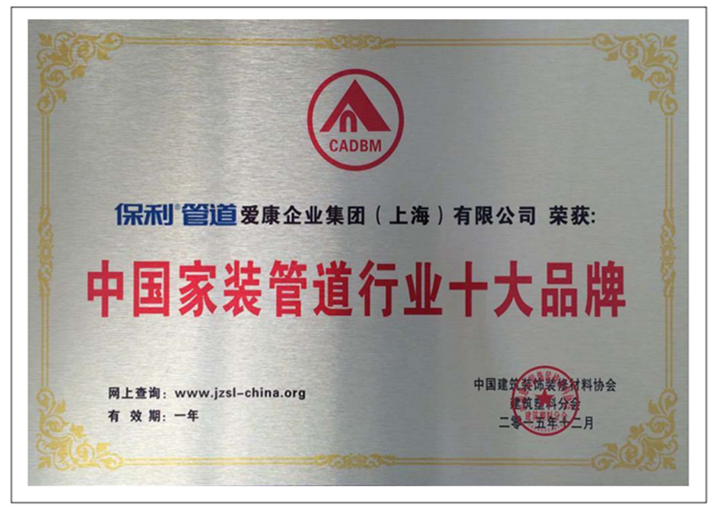 CADBM
保利®管道 爱康企业集团（上海）有限公司 荣获:
中国家装管道行业十大品牌
网上查询: www.jzsl-china.org
有 效 期: 一年
中国建筑装饰装修材料协会
建筑塑料分会
二零一五年十二月